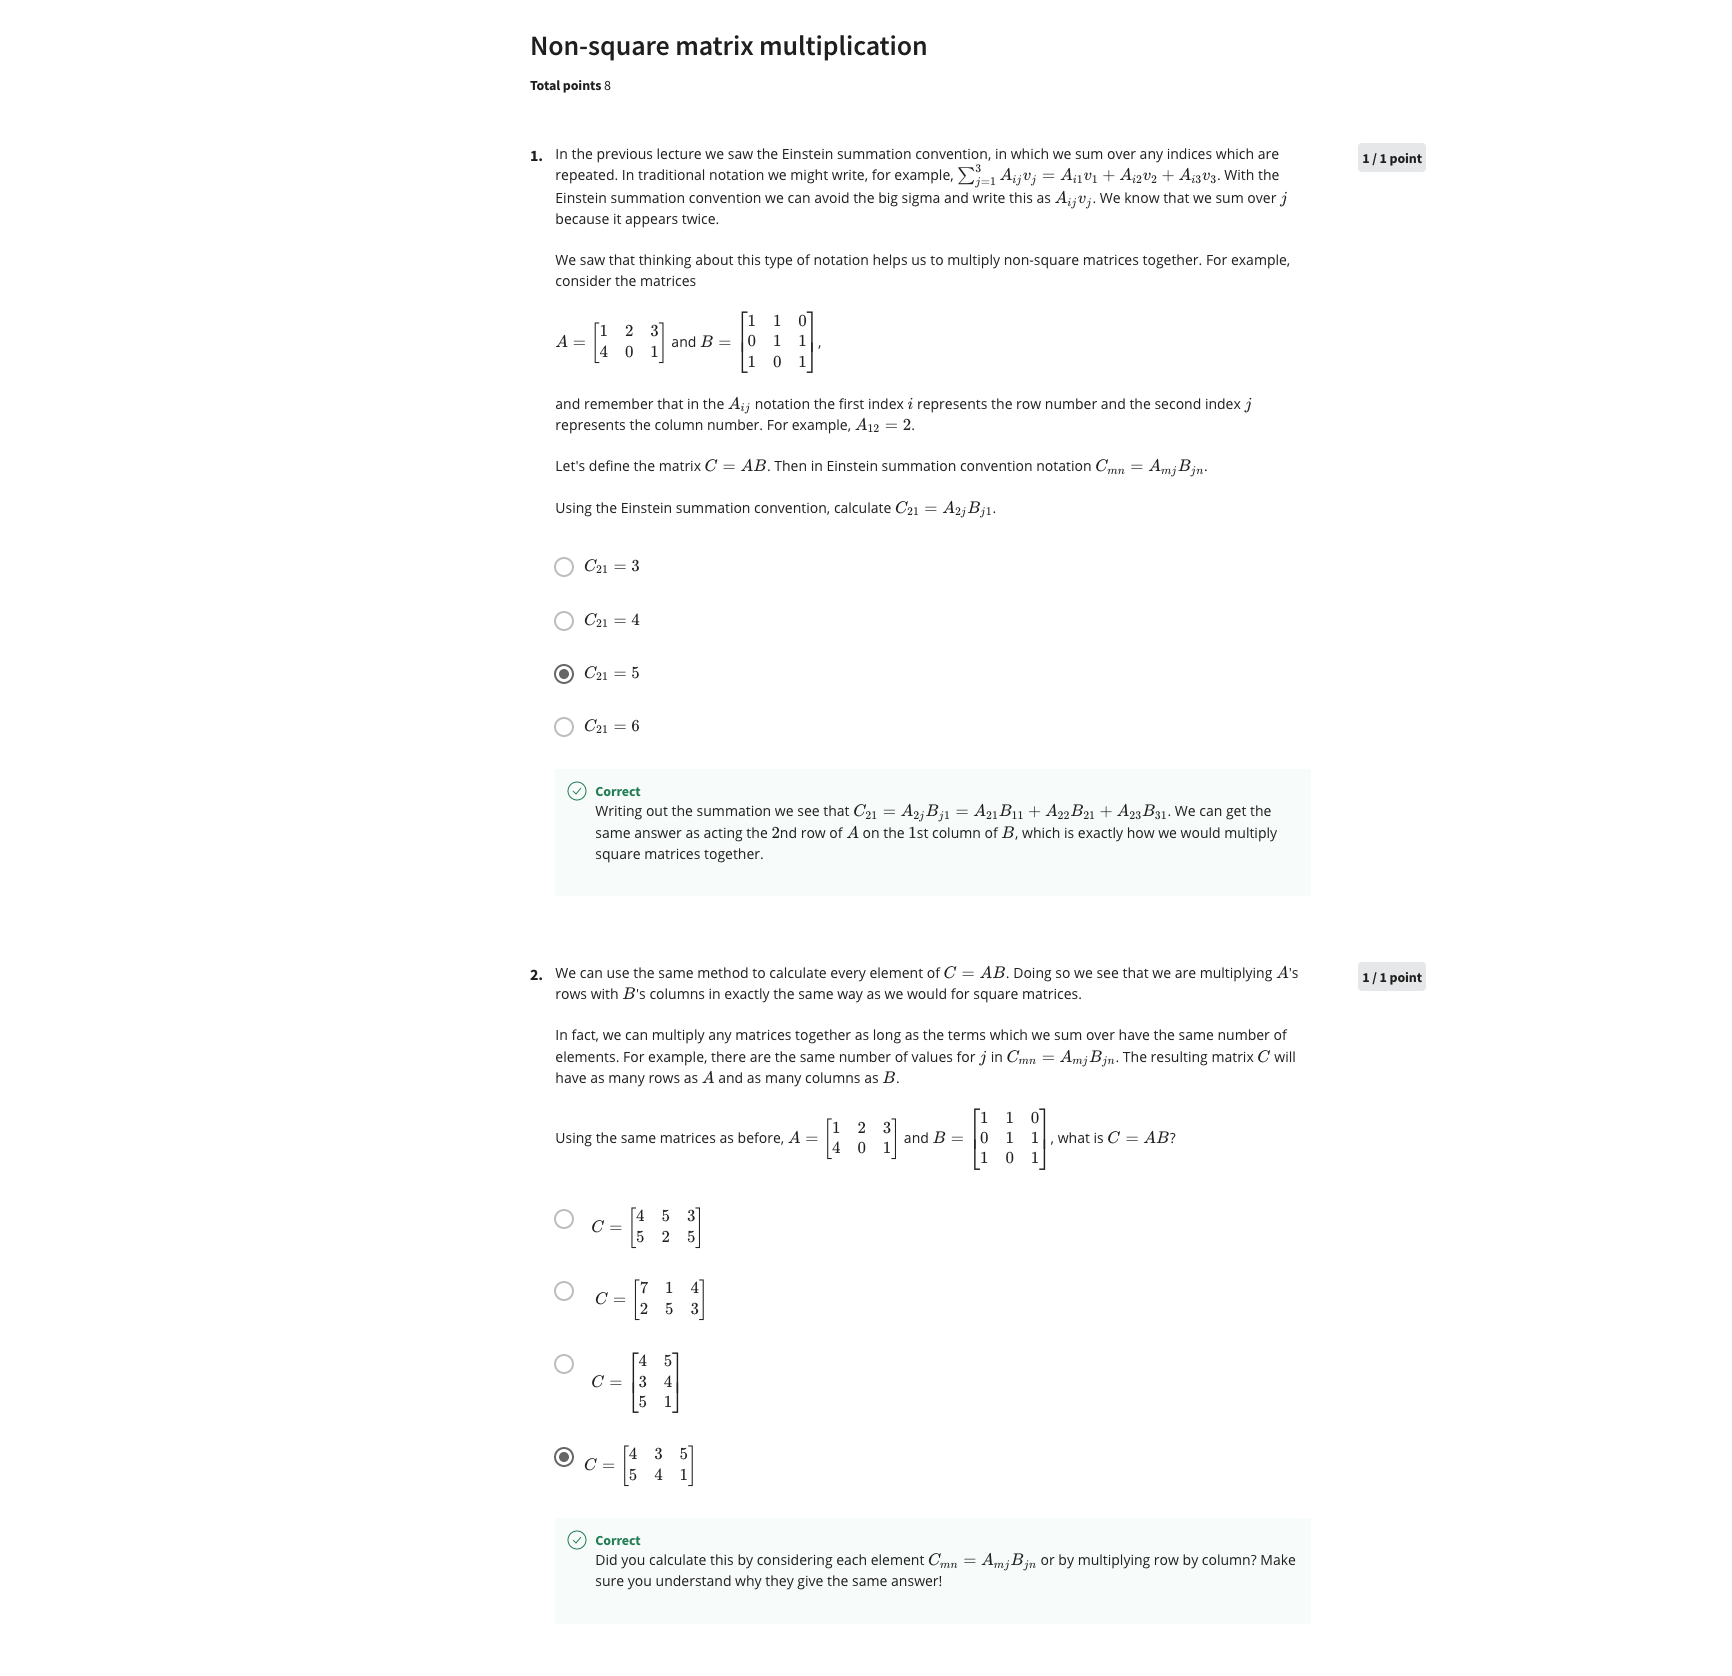 Non-square matrix multiplication
Total points 8
1. In the previous lecture we saw the Einstein summation convention, in which we sum over any indices which are
1 / 1 point
repeated. In traditional notation we might write, for example, $\sum_{j=1}^{3} A_{ij}v_j = A_{i1}v_1 + A_{i2}v_2 + A_{i3}v_3$. With the
Einstein summation convention we can avoid the big sigma and write this as $A_{ij}v_j$. We know that we sum over $j$
because it appears twice.
We saw that thinking about this type of notation helps us to multiply non-square matrices together. For example,
consider the matrices
$A = \begin{bmatrix} 1 & 2 & 3 \\ 4 & 0 & 1 \end{bmatrix}$ and $B = \begin{bmatrix} 1 & 1 & 0 \\ 0 & 1 & 1 \\ 1 & 0 & 1 \end{bmatrix}$,
and remember that in the $A_{ij}$ notation the first index $i$ represents the row number and the second index $j$
represents the column number. For example, $A_{12} = 2$.
Let's define the matrix $C = AB$. Then in Einstein summation convention notation $C_{mn} = A_{mj}B_{jn}$.
Using the Einstein summation convention, calculate $C_{21} = A_{2j}B_{j1}$.
$C_{21} = 3$
$C_{21} = 4$
$C_{21} = 5$
$C_{21} = 6$
Correct
Writing out the summation we see that $C_{21} = A_{2j}B_{j1} = A_{21}B_{11} + A_{22}B_{21} + A_{23}B_{31}$. We can get the
same answer as acting the 2nd row of $A$ on the 1st column of $B$, which is exactly how we would multiply
square matrices together.
2. We can use the same method to calculate every element of $C = AB$. Doing so we see that we are multiplying $A$'s
1 / 1 point
rows with $B$'s columns in exactly the same way as we would for square matrices.
In fact, we can multiply any matrices together as long as the terms which we sum over have the same number of
elements. For example, there are the same number of values for $j$ in $C_{mn} = A_{mj}B_{jn}$. The resulting matrix $C$ will
have as many rows as $A$ and as many columns as $B$.
Using the same matrices as before, $A = \begin{bmatrix} 1 & 2 & 3 \\ 4 & 0 & 1 \end{bmatrix}$ and $B = \begin{bmatrix} 1 & 1 & 0 \\ 0 & 1 & 1 \\ 1 & 0 & 1 \end{bmatrix}$, what is $C = AB$?
$C = \begin{bmatrix} 4 & 5 & 3 \\ 5 & 2 & 5 \end{bmatrix}$
$C = \begin{bmatrix} 7 & 1 & 4 \\ 2 & 5 & 3 \end{bmatrix}$
$C = \begin{bmatrix} 4 & 5 \\ 3 & 4 \\ 5 & 1 \end{bmatrix}$
$C = \begin{bmatrix} 4 & 3 & 5 \\ 5 & 4 & 1 \end{bmatrix}$
Correct
Did you calculate this by considering each element $C_{mn} = A_{mj}B_{jn}$ or by multiplying row by column? Make
sure you understand why they give the same answer!